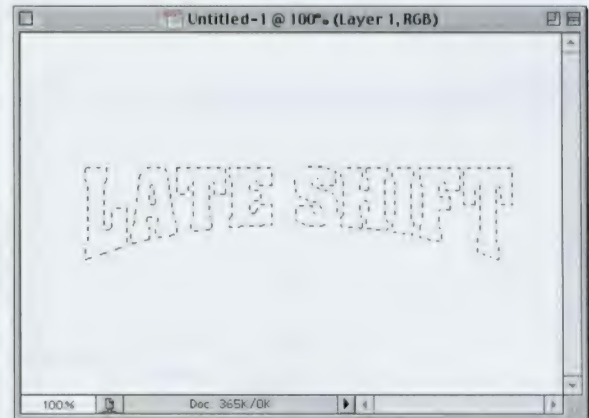 Untitled-1 @ 100% (Layer 1, RGB)
LATE SHIFT
100%
Doc: 365K/0K